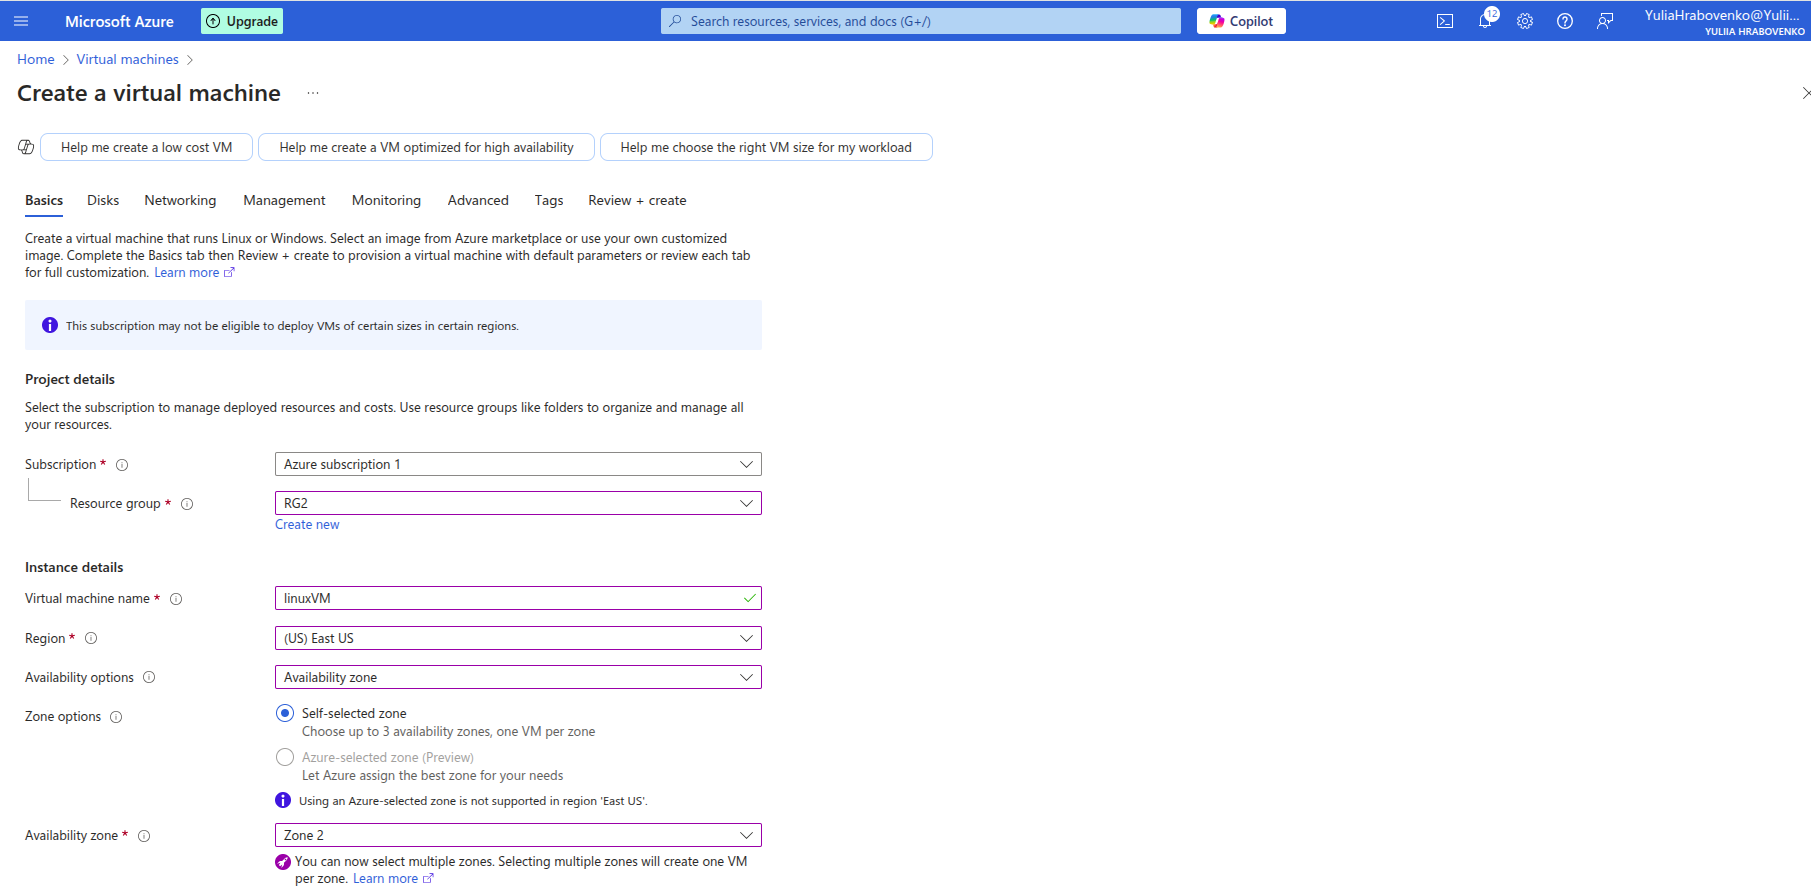 Microsoft Azure
Upgrade
Search resources, services, and docs (G+/)
Copilot
12
YuliaHrabovenko@Yulii...
YULIIA HRABOVENKO
Home > Virtual machines >
Create a virtual machine ...
Help me create a low cost VM
Help me create a VM optimized for high availability
Help me choose the right VM size for my workload
Basics Disks Networking Management Monitoring Advanced Tags Review + create
Create a virtual machine that runs Linux or Windows. Select an image from Azure marketplace or use your own customized
image. Complete the Basics tab then Review + create to provision a virtual machine with default parameters or review each tab
for full customization. Learn more
This subscription may not be eligible to deploy VMs of certain sizes in certain regions.
Project details
Select the subscription to manage deployed resources and costs. Use resource groups like folders to organize and manage all
your resources.
Subscription * Azure subscription 1
Resource group * RG2
Create new
Instance details
Virtual machine name * linuxVM
Region * (US) East US
Availability options Availability zone
Zone options Self-selected zone
Choose up to 3 availability zones, one VM per zone
Azure-selected zone (Preview)
Let Azure assign the best zone for your needs
Using an Azure-selected zone is not supported in region 'East US'.
Availability zone * Zone 2
You can now select multiple zones. Selecting multiple zones will create one VM
per zone. Learn more